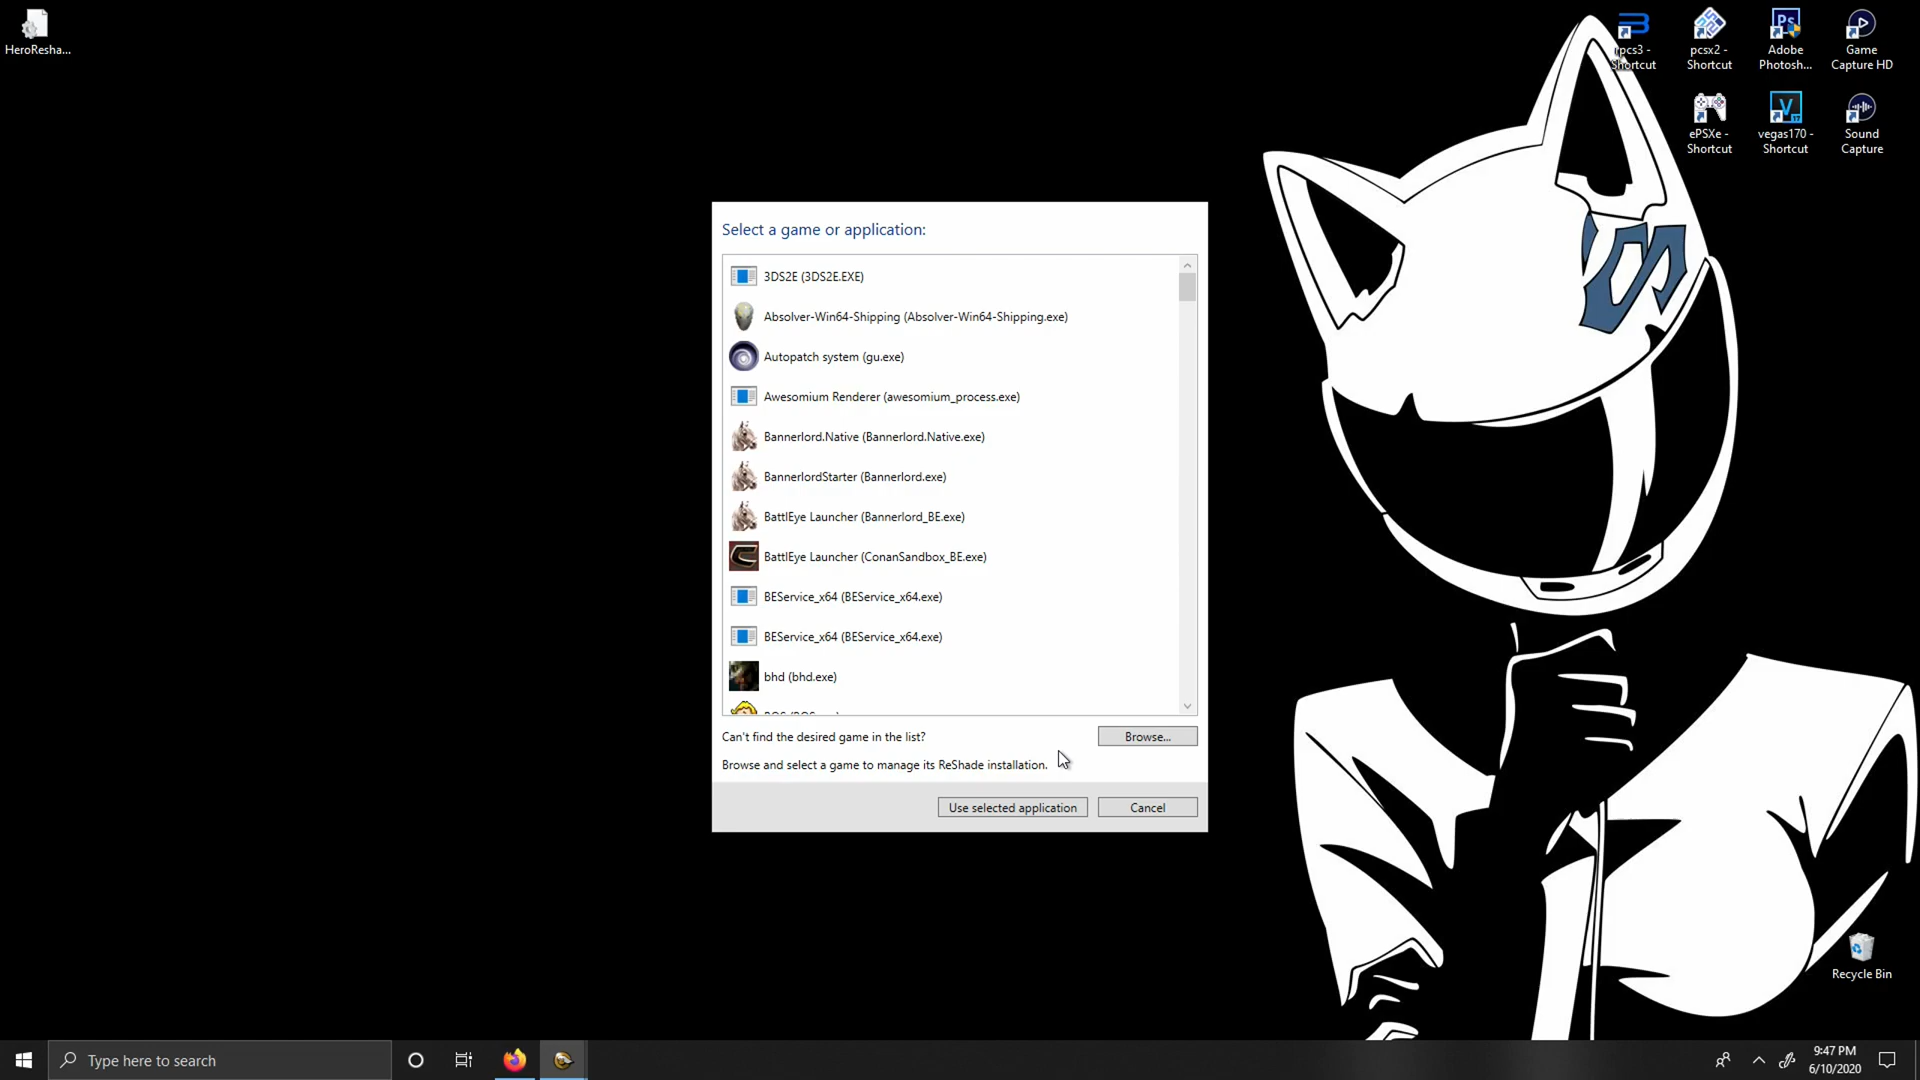 HeroResha...
rpcs3 -
Shortcut
pcsx2 -
Shortcut
Ps
Adobe
Photosh...
Game
Capture HD
ePSXe -
Shortcut
V
vegas170 -
Shortcut
Sound
Capture
Select a game or application:
3DS2E (3DS2E.EXE)
Absolver-Win64-Shipping (Absolver-Win64-Shipping.exe)
Autopatch system (gu.exe)
Awesomium Renderer (awesomium_process.exe)
Bannerlord.Native (Bannerlord.Native.exe)
BannerlordStarter (Bannerlord.exe)
BattlEye Launcher (Bannerlord_BE.exe)
BattlEye Launcher (ConanSandbox_BE.exe)
BEService_x64 (BEService_x64.exe)
BEService_x64 (BEService_x64.exe)
bhd (bhd.exe)
Can't find the desired game in the list?
Browse...
Browse and select a game to manage its ReShade installation.
Use selected application
Cancel
Recycle Bin
Type here to search
9:47 PM
6/10/2020